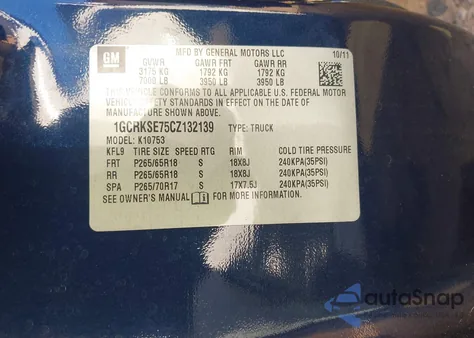 GM
MFD BY GENERAL MOTORS LLC 10/11
GVWR GAWR FRT GAWR RR
3175 KG 1792 KG 1792 KG
7000 LB 3950 LB 3950 LB
THIS VEHICLE CONFORMS TO ALL APPLICABLE U.S. FEDERAL MOTOR
VEHICLE SAFETY STANDARDS IN EFFECT ON THE DATE OF
MANUFACTURE SHOWN ABOVE.
1GCRKSE75CZ132139 TYPE: TRUCK
MODEL: K10753
KFL9 TIRE SIZE SPEED RTG RIM COLD TIRE PRESSURE
FRT P265/65R18 S 18X8J 240KPA(35PSI)
RR P265/65R18 S 18X8J 240KPA(35PSI)
SPA P265/70R17 S 17X7.5J 240KPA(35PSI)
SEE OWNER'S MANUAL FOR MORE INFORMATION.
autoSnap